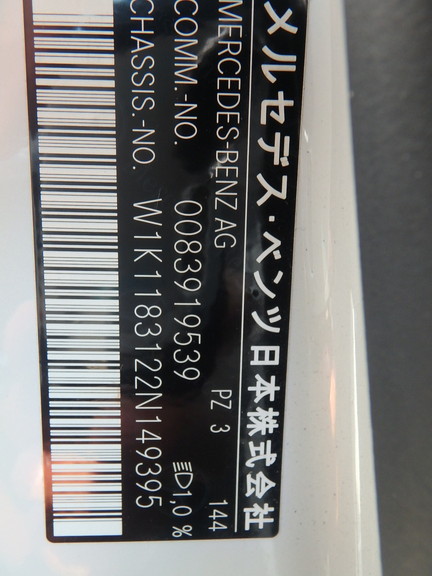 メルセデス・ベンツ日本株式会社
MERCEDES-BENZ AG PZ 3 144
COMM.-NO. 0083919539 1,0 %
CHASSIS.-NO. W1K1183122N149395